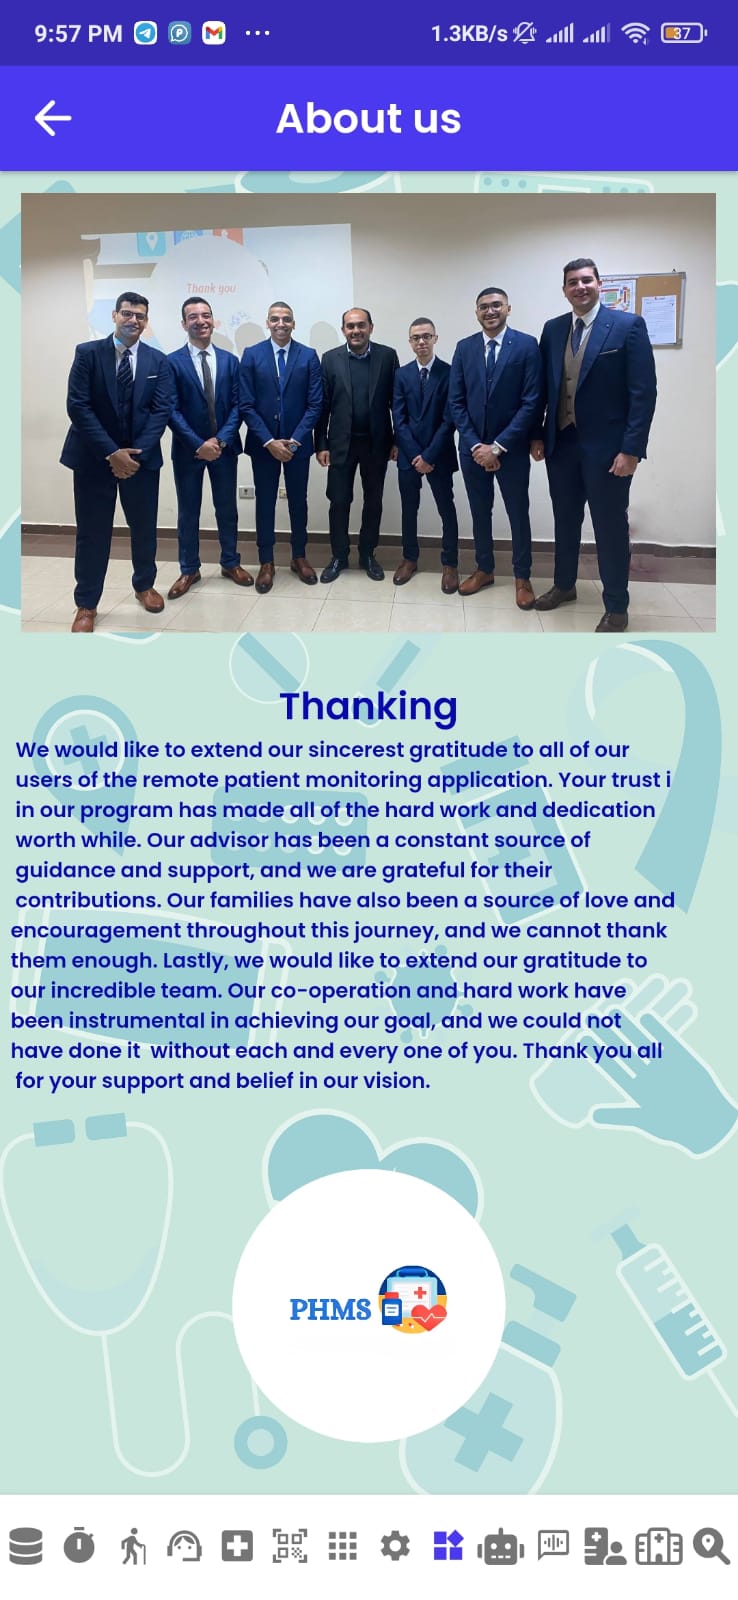 9:57 PM
1.3KB/s
37
About us
Thank you
Thanking
We would like to extend our sincerest gratitude to all of our
users of the remote patient monitoring application. Your trust i
in our program has made all of the hard work and dedication
worth while. Our advisor has been a constant source of
guidance and support, and we are grateful for their
contributions. Our families have also been a source of love and
encouragement throughout this journey, and we cannot thank
them enough. Lastly, we would like to extend our gratitude to
our incredible team. Our co-operation and hard work have
been instrumental in achieving our goal, and we could not
have done it  without each and every one of you. Thank you all
for your support and belief in our vision.
PHMS